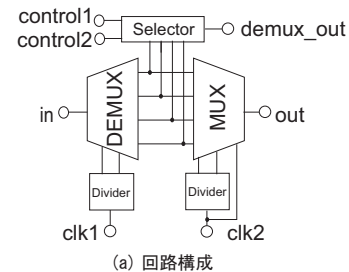 control1
control2
Selector
demux_out
in
DEMUX
MUX
out
Divider
Divider
clk1
clk2
(a) 回路構成